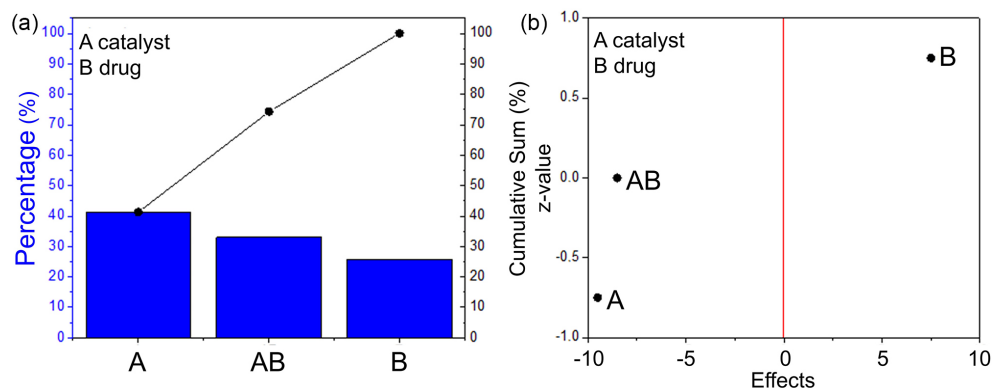 (a)
A catalyst
B drug
Percentage (%)
100
90
80
70
60
50
40
30
20
10
0
100
90
80
70
60
50
40
30
20
10
0
A AB B
(b)
A catalyst
B drug
Cumulative Sum (%)
z-value
1.0
0.5
0.0
-0.5
-1.0
B
AB
A
-10 -5 0 5 10
Effects